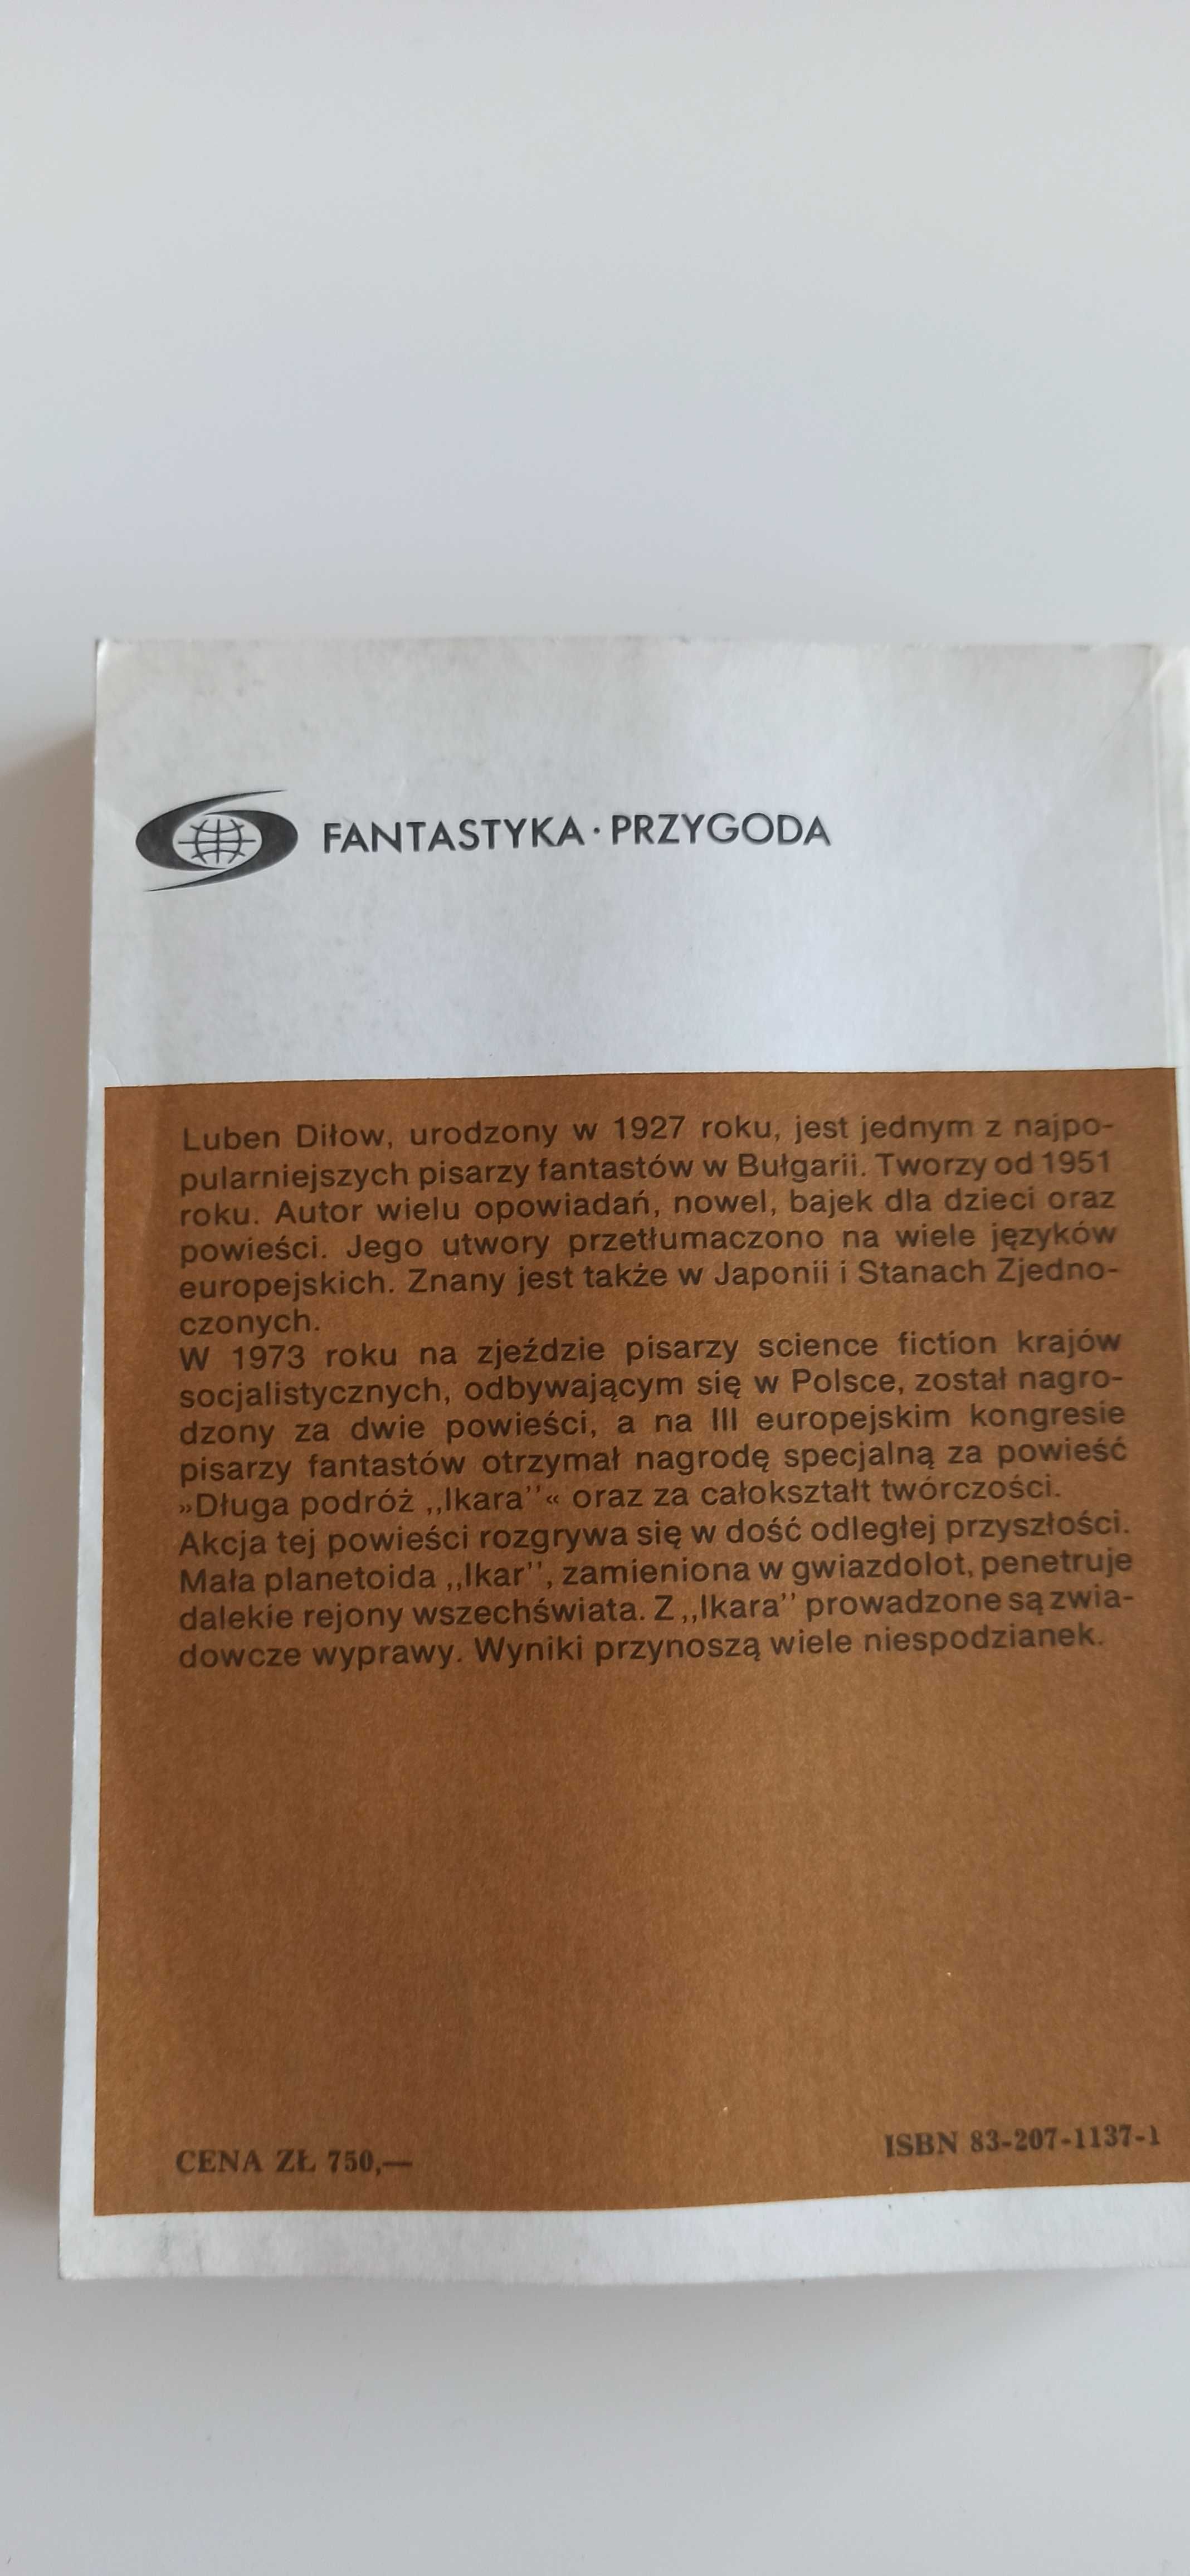 FANTASTYKA · PRZYGODA
Luben Diłow, urodzony w 1927 roku, jest jednym z najpo-
pularniejszych pisarzy fantastów w Bułgarii. Tworzy od 1951
roku. Autor wielu opowiadań, nowel, bajek dla dzieci oraz
powieści. Jego utwory przetłumaczono na wiele języków
europejskich. Znany jest także w Japonii i Stanach Zjedno-
czonych.
W 1973 roku na zjeździe pisarzy science fiction krajów
socjalistycznych, odbywającym się w Polsce, został nagro-
dzony za dwie powieści, a na III europejskim kongresie
pisarzy fantastów otrzymał nagrodę specjalną za powieść
»Długa podróż ,,Ikara''« oraz za całokształt twórczości.
Akcja tej powieści rozgrywa się w dość odległej przyszłości.
Mała planetoida ,,Ikar'', zamieniona w gwiazdolot, penetruje
dalekie rejony wszechświata. Z ,,Ikara'' prowadzone są zwia-
dowcze wyprawy. Wyniki przynoszą wiele niespodzianek.
CENA ZŁ 750,—
ISBN 83-207-1137-1